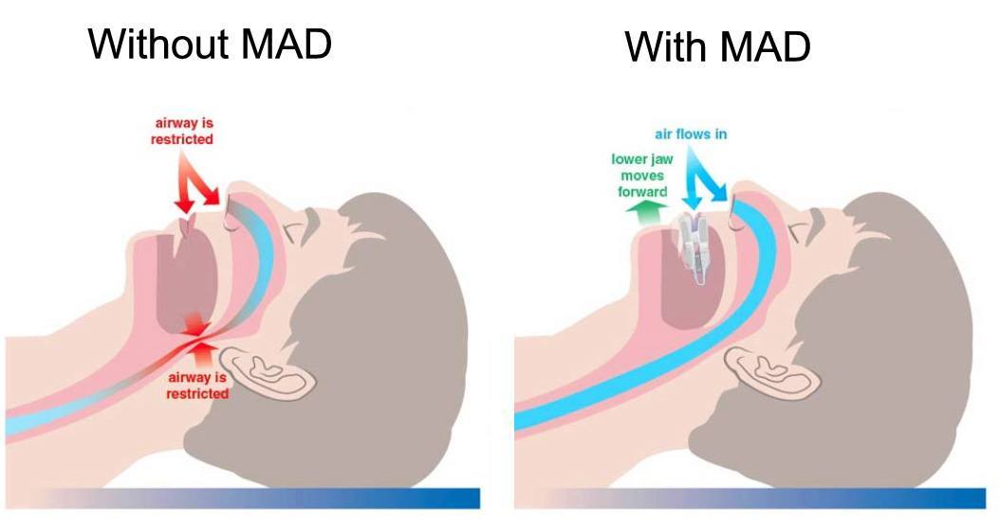 Without MAD
With MAD
airway is
restricted
airway is
restricted
air flows in
lower jaw
moves
forward